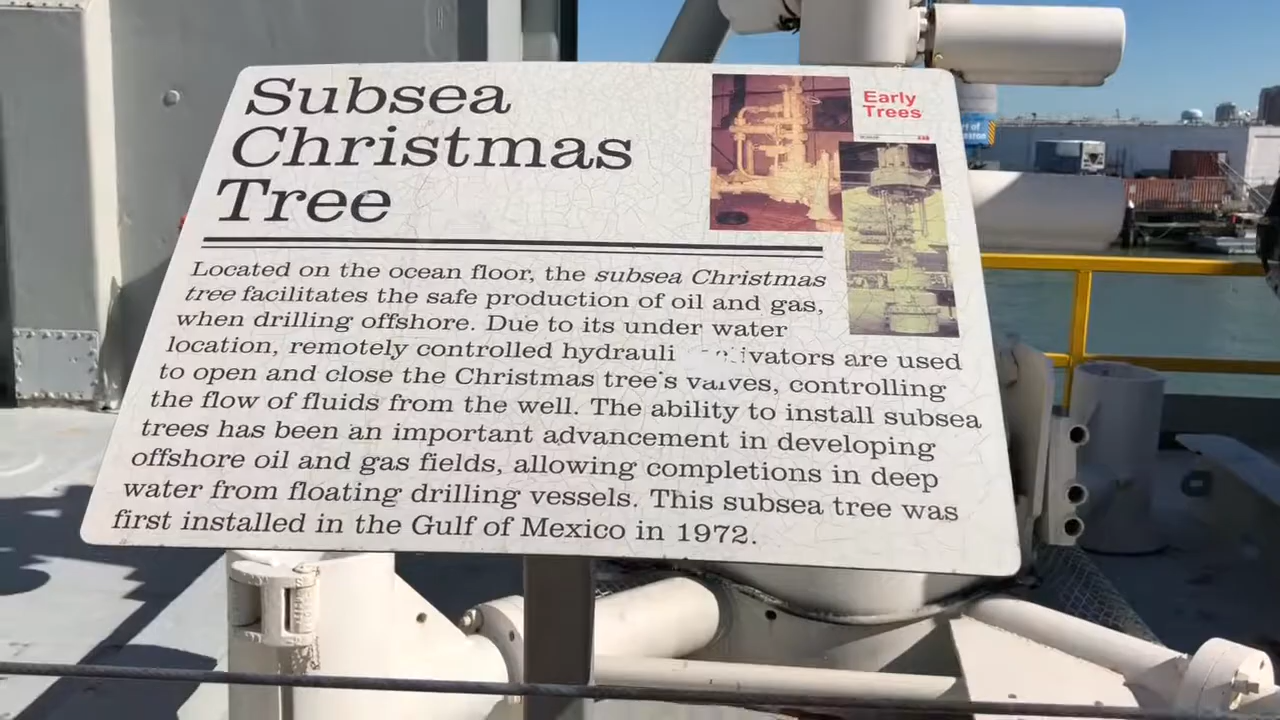 Subsea
Christmas
Tree
Early
Trees
Located on the ocean floor, the subsea Christmas
tree facilitates the safe production of oil and gas,
when drilling offshore. Due to its under water
location, remotely controlled hydrauli ivators are used
to open and close the Christmas tree's valves, controlling
the flow of fluids from the well. The ability to install subsea
trees has been an important advancement in developing
offshore oil and gas fields, allowing completions in deep
water from floating drilling vessels. This subsea tree was
first installed in the Gulf of Mexico in 1972.